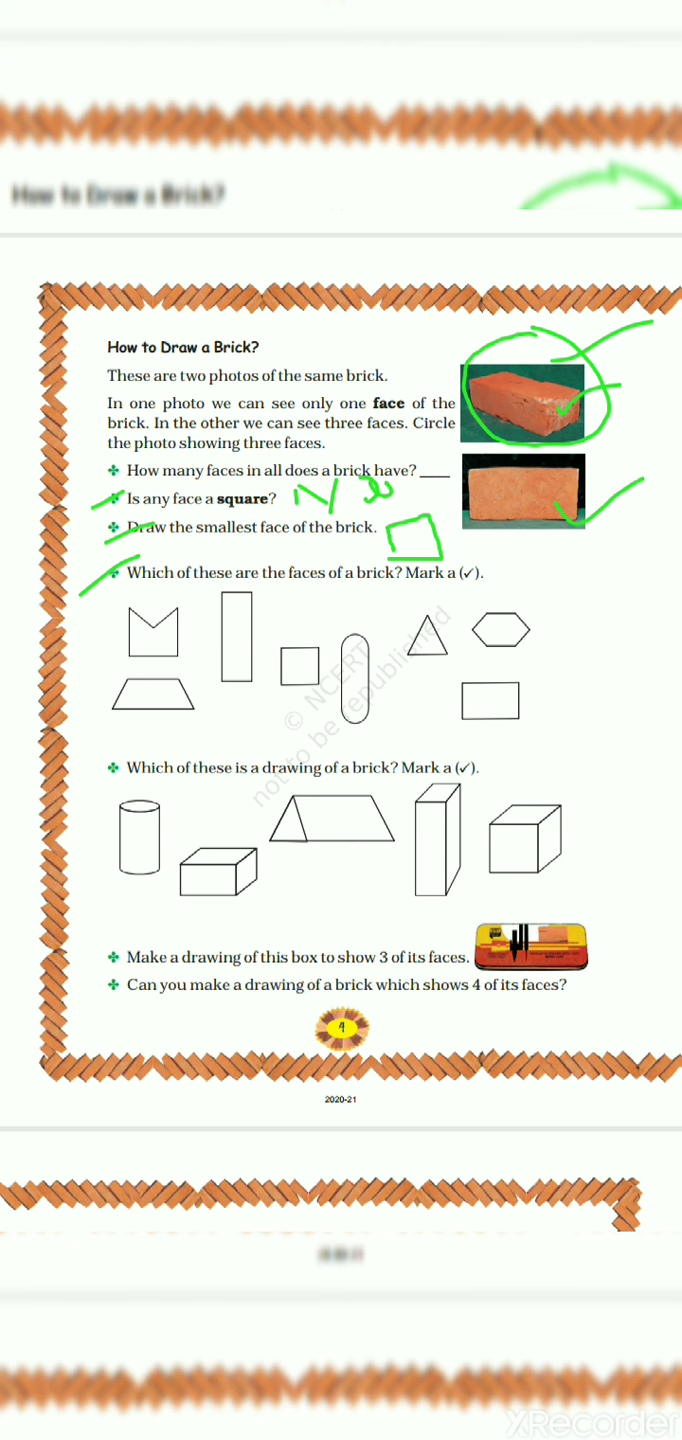 How to Draw a Brick?
How to Draw a Brick?
These are two photos of the same brick.
In one photo we can see only one face of the
brick. In the other we can see three faces. Circle
the photo showing three faces.
How many faces in all does a brick have? ____
Is any face a square? No
Draw the smallest face of the brick.
Which of these are the faces of a brick? Mark a (✓).
© NCERT
not to be republished
Which of these is a drawing of a brick? Mark a (✓).
Make a drawing of this box to show 3 of its faces.
Can you make a drawing of a brick which shows 4 of its faces?
4
2020-21
XRecorder